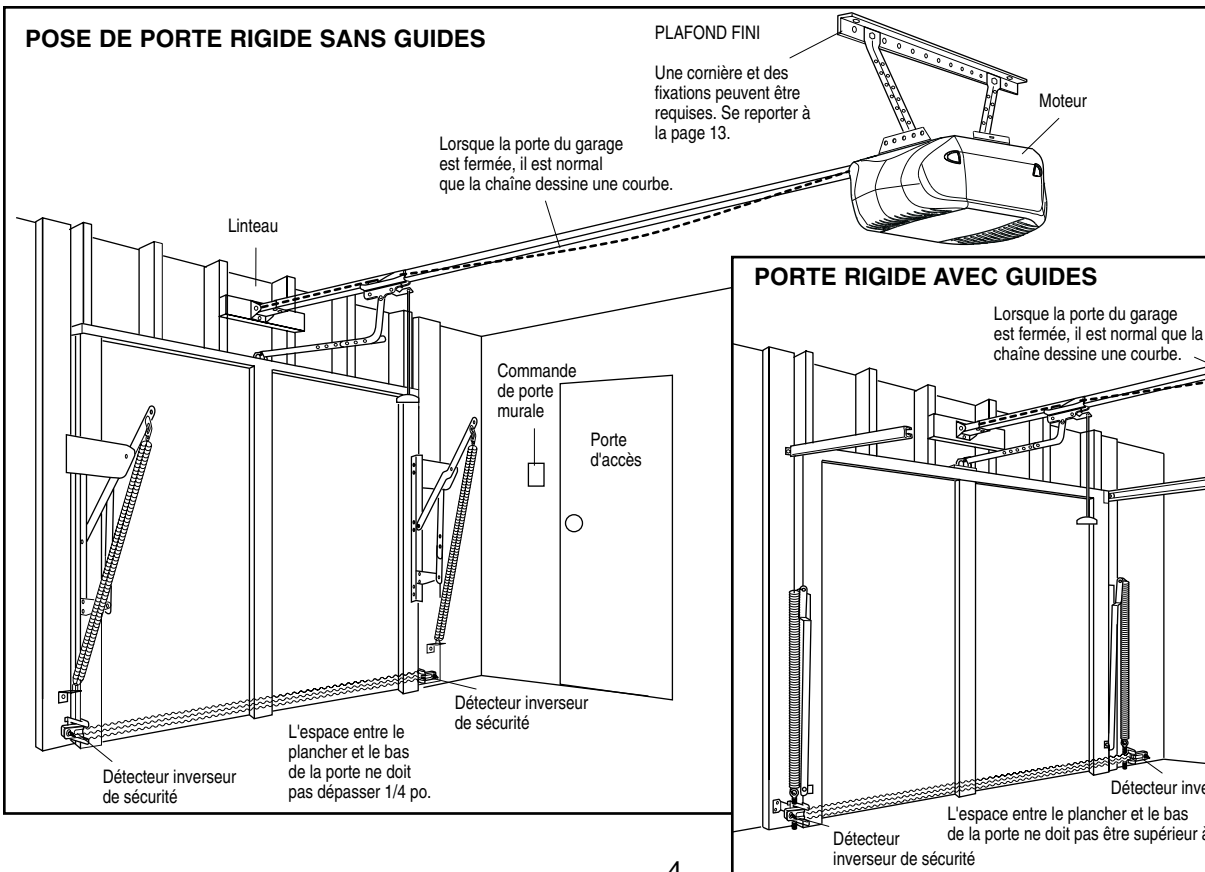 POSE DE PORTE RIGIDE SANS GUIDES
PLAFOND FINI
Une cornière et des
fixations peuvent être
requises. Se reporter à
la page 13.
Moteur
Lorsque la porte du garage
est fermée, il est normal
que la chaîne dessine une courbe.
Linteau
Commande
de porte
murale
Porte
d'accès
Détecteur inverseur
de sécurité
L'espace entre le
plancher et le bas
de la porte ne doit
pas dépasser 1/4 po.
Détecteur inverseur
de sécurité
PORTE RIGIDE AVEC GUIDES
Lorsque la porte du garage
est fermée, il est normal que la
chaîne dessine une courbe.
Détecteur inve
L'espace entre le plancher et le bas
de la porte ne doit pas être supérieur à
Détecteur
inverseur de sécurité